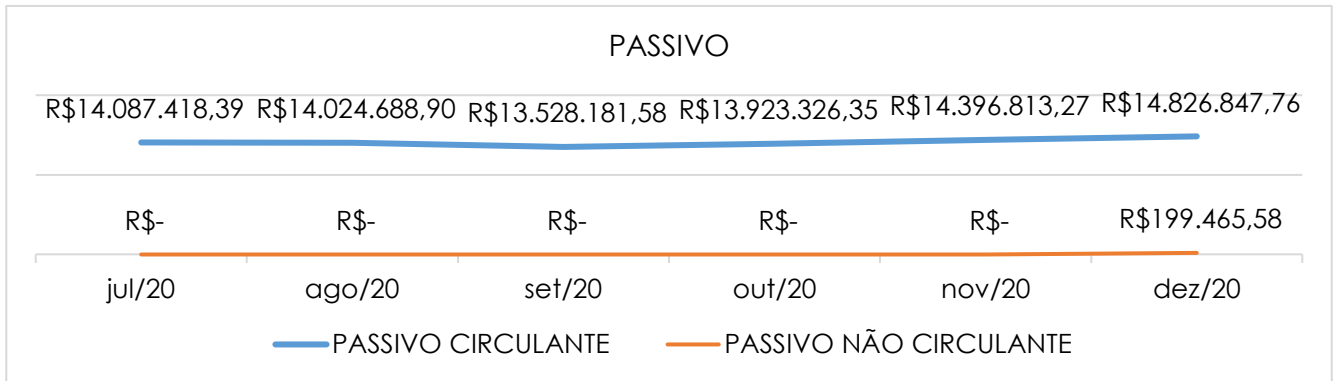 PASSIVO
R$14.087.418,39 R$14.024.688,90 R$13.528.181,58 R$13.923.326,35 R$14.396.813,27 R$14.826.847,76
R$- R$- R$- R$- R$- R$199.465,58
jul/20 ago/20 set/20 out/20 nov/20 dez/20
PASSIVO CIRCULANTE PASSIVO NÃO CIRCULANTE